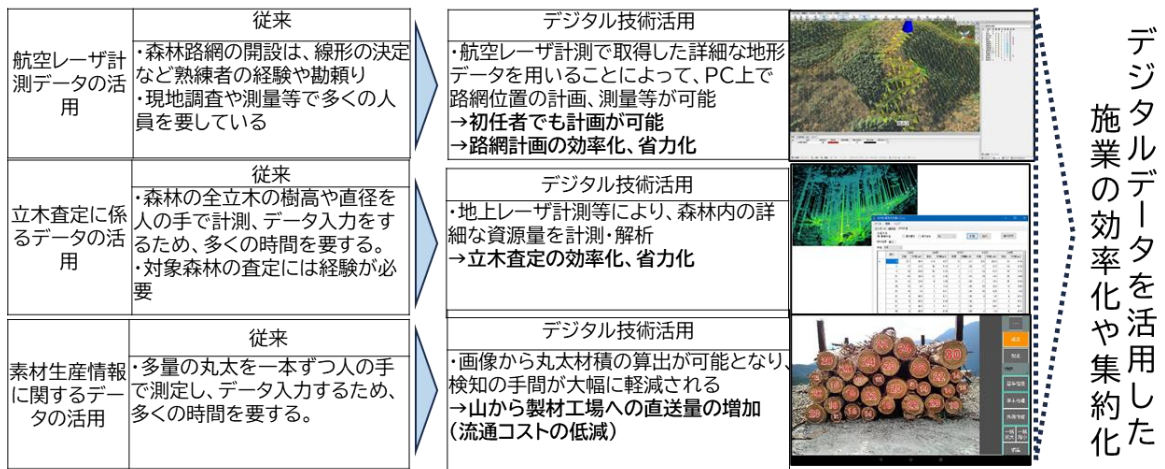 航空レーザ計
測データの活
用
従来
・森林路網の開設は、線形の決定
など熟練者の経験や勘頼り
・現地調査や測量等で多くの人
員を要している
デジタル技術活用
・航空レーザ計測で取得した詳細な地形
データを用いることによって、PC上で
路網位置の計画、測量等が可能
→初任者でも計画が可能
→路網計画の効率化、省力化
立木査定に係
るデータの活
用
従来
・森林の全立木の樹高や直径を
人の手で計測、データ入力をす
るため、多くの時間を要する。
・対象森林の査定には経験が必
要
デジタル技術活用
・地上レーザ計測等により、森林内の詳
細な資源量を計測・解析
→立木査定の効率化、省力化
素材生産情報
に関するデー
タの活用
従来
・多量の丸太を一本ずつ人の手
で測定し、データ入力するため、
多くの時間を要する。
デジタル技術活用
・画像から丸太材積の算出が可能となり、
検知の手間が大幅に軽減される
→山から製材工場への直送量の増加
（流通コストの低減）
デジタルデータを活用した
施業の効率化や集約化